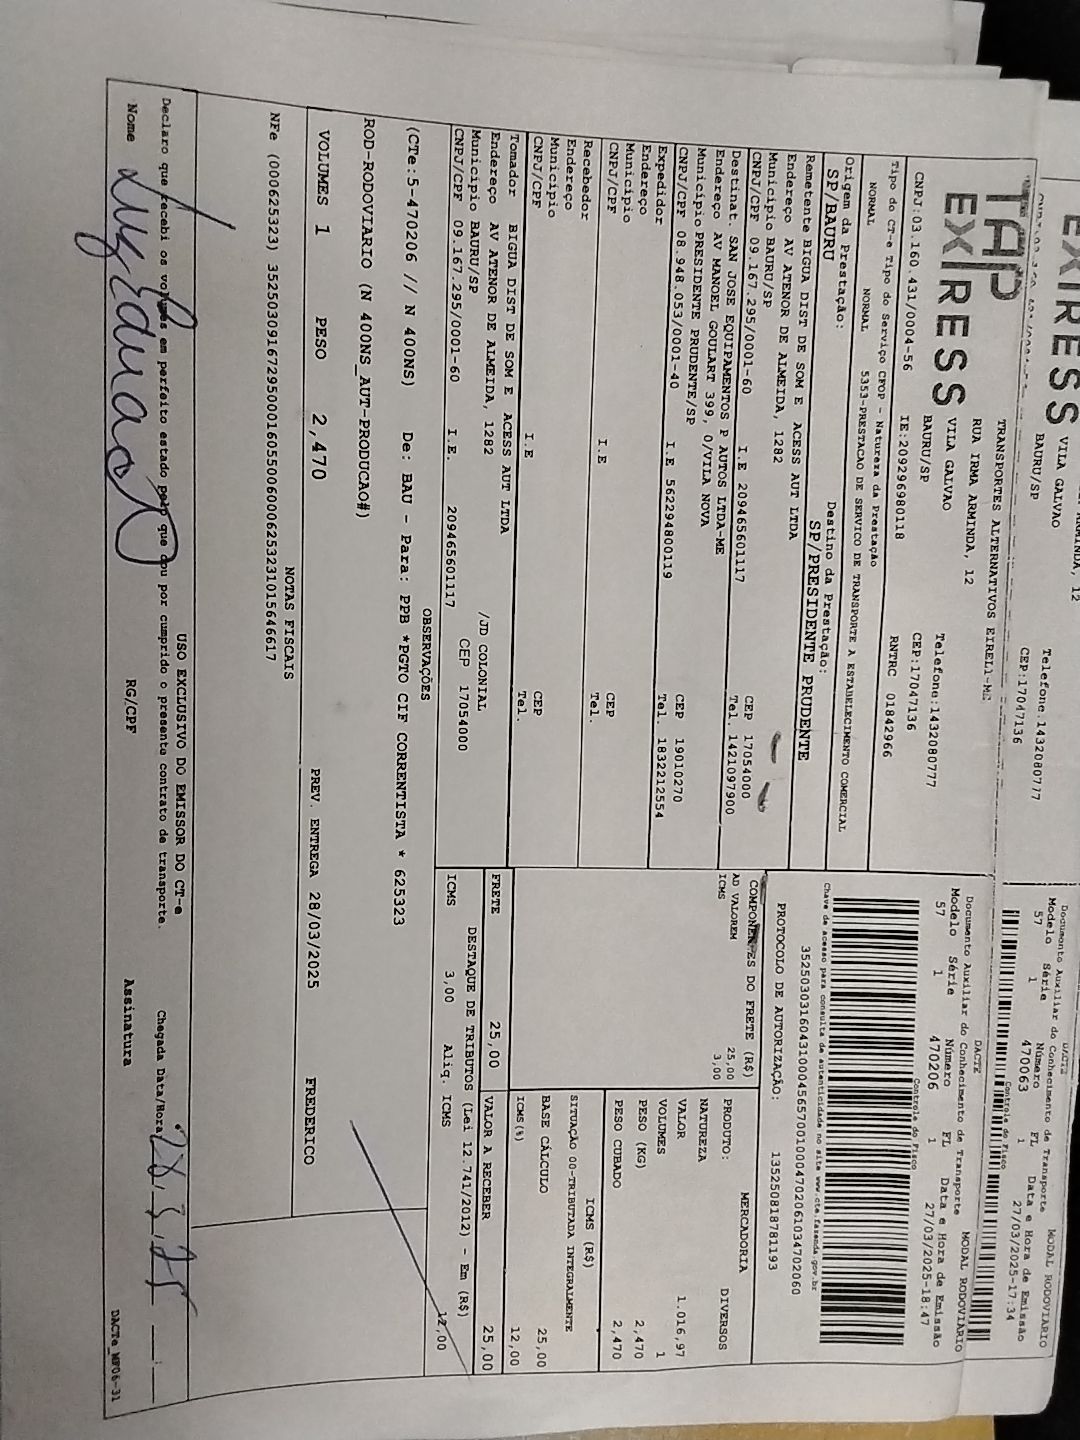 EXIRESS
VILA GALVAO
BAURU/SP
Telefone:1432080777
CEP:17047136
DACTE
Documento Auxiliar do Conhecimento de Transporte
MODAL RODOVIARIO
Modelo Série Número FL Data e Hora de Emissão
57 1 470063 1 27/03/2025-17:34
Controle do Fisco
TAP
EXIRESS
TRANSPORTES ALTERNATIVOS EIRELI-ME
RUA IRMA ARMINDA, 12
VILA GALVAO Telefone:1432080777
BAURU/SP CEP:17047136
CNPJ:03.160.431/0004-56 IE:209296980118 RNTRC 01842966
DACTE
Documento Auxiliar do Conhecimento de Transporte
MODAL RODOVIARIO
Modelo Série Número FL Data e Hora de Emissão
57 1 470206 1 27/03/2025-18:47
Controle do Fisco
Tipo do CT-e Tipo do Serviço CFOP - Natureza da Prestação
NORMAL NORMAL 5353-PRESTACAO DE SERVICO DE TRANSPORTE A ESTABELECIMENTO COMERCIAL
Chave de acesso para consulta de autenticidade no site www.cte.fazenda.gov.br
35250303160431000456570010004702061034702060
PROTOCOLO DE AUTORIZAÇÃO: 135250818781193
Origem da Prestação: Destino da Prestação:
SP/BAURU SP/PRESIDENTE PRUDENTE
Remetente BIGUA DIST DE SOM E ACESS AUT LTDA
Endereço AV ATENOR DE ALMEIDA, 1282
Município BAURU/SP CEP 17054000
CNPJ/CPF 09.167.295/0001-60 I.E 209465601117 Tel. 1421097900
Destinat. SAN JOSE EQUIPAMENTOS P AUTOS LTDA-ME
Endereço AV MANOEL GOULART 399, 0/VILA NOVA
Município PRESIDENTE PRUDENTE/SP CEP 19010270
CNPJ/CPF 08.948.053/0001-40 I.E 562294800119 Tel. 1832212554
Expedidor
Endereço
Município CEP
CNPJ/CPF I.E Tel.
Recebedor
Endereço
Município CEP
CNPJ/CPF I.E Tel.
Tomador BIGUA DIST DE SOM E ACESS AUT LTDA
Endereço AV ATENOR DE ALMEIDA, 1282 /JD COLONIAL
Município BAURU/SP CEP 17054000
CNPJ/CPF 09.167.295/0001-60 I.E. 209465601117
COMPONENTES DO FRETE (R$)
AD VALOREM 25,00
ICMS 3,00
FRETE 25,00
PRODUTO: MERCADORIA
NATUREZA DIVERSOS
VALOR 1.016,97
VOLUMES 1
PESO (KG) 2,470
PESO CUBADO 2,470
ICMS (R$)
SITUAÇÃO 00-TRIBUTADA INTEGRALMENTE
BASE CÁLCULO 25,00
ICMS(%) 12,00
VALOR A RECEBER 25,00
DESTAQUE DE TRIBUTOS (Lei 12.741/2012) - Em (R$)
ICMS 3,00 Aliq. ICMS 12,00
OBSERVAÇÕES
(CTe:5-470206 // N 400NS) De: BAU - Para: PPB *PGTO CIF CORRENTISTA * 625323
ROD-RODOVIARIO (N 400NS_AUT-PRODUCAO#)
VOLUMES 1 PESO 2,470 PREV. ENTREGA 28/03/2025 FREDERICO
NOTAS FISCAIS
NFe (000625323) 35250309167295000160550060006253231015646617
USO EXCLUSIVO DO EMISSOR DO CT-e
Declaro que recebi os volumes em perfeito estado pelo que dou por cumprido o presente contrato de transporte.
Chegada Data/Hora 28/3/25
Nome Luiz Eduardo RG/CPF Assinatura
DACTe_MF06-31